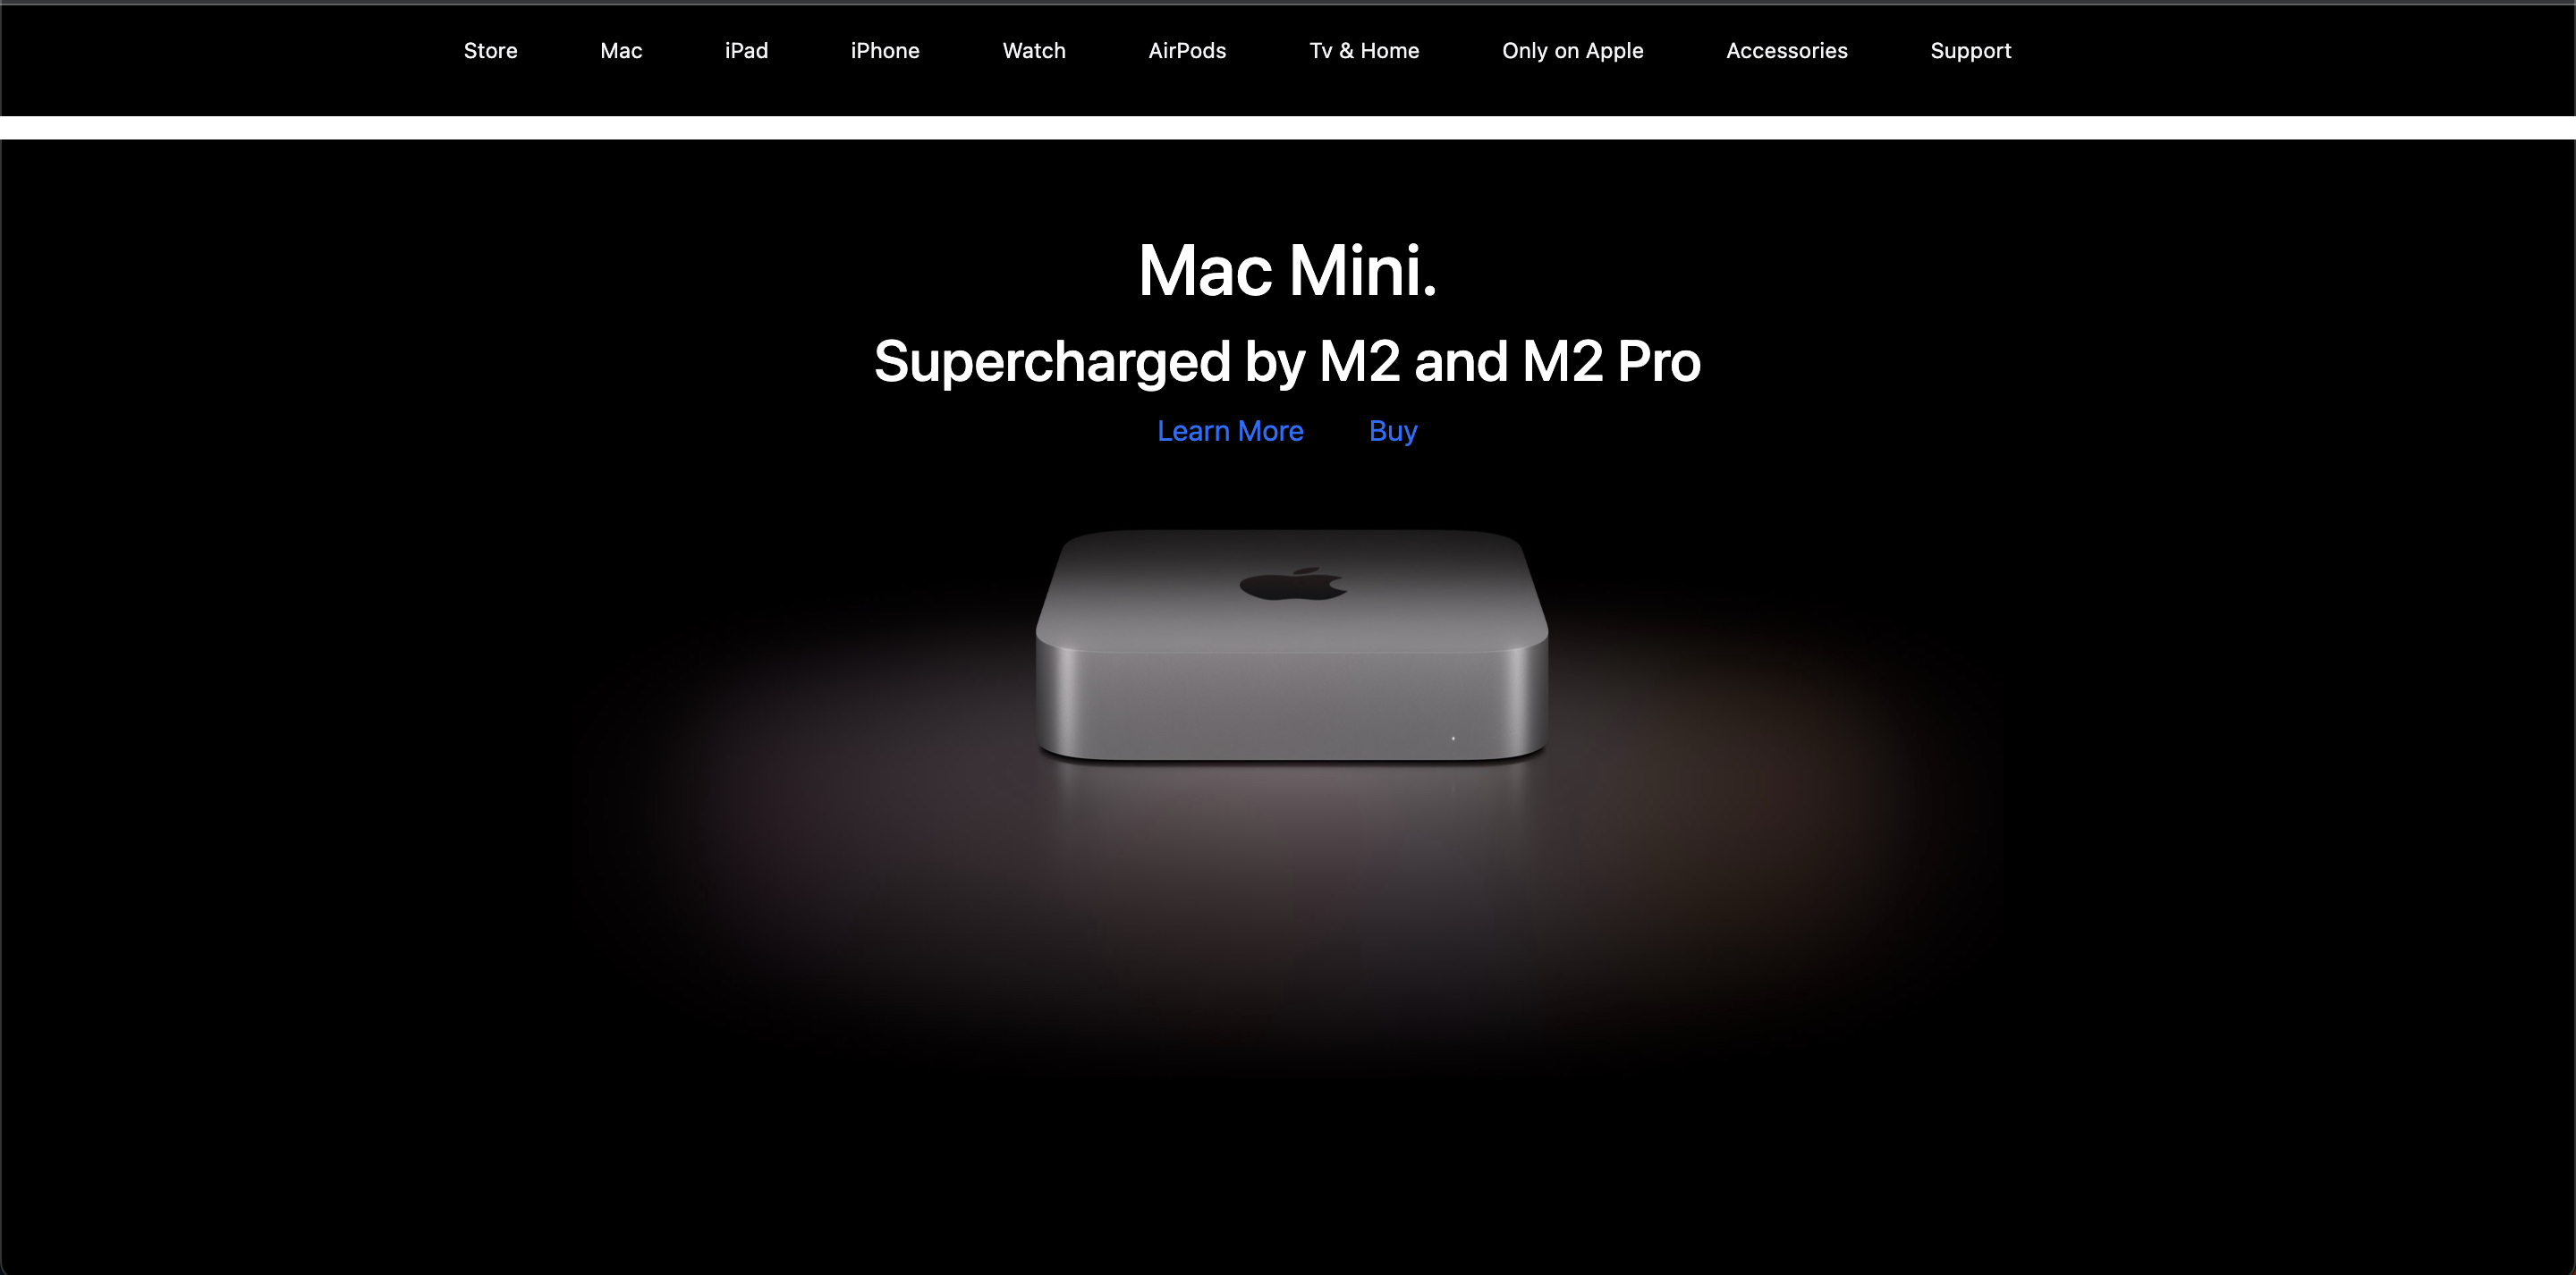 Store Mac iPad iPhone Watch AirPods Tv & Home Only on Apple Accessories Support
Mac Mini.
Supercharged by M2 and M2 Pro
Learn More Buy